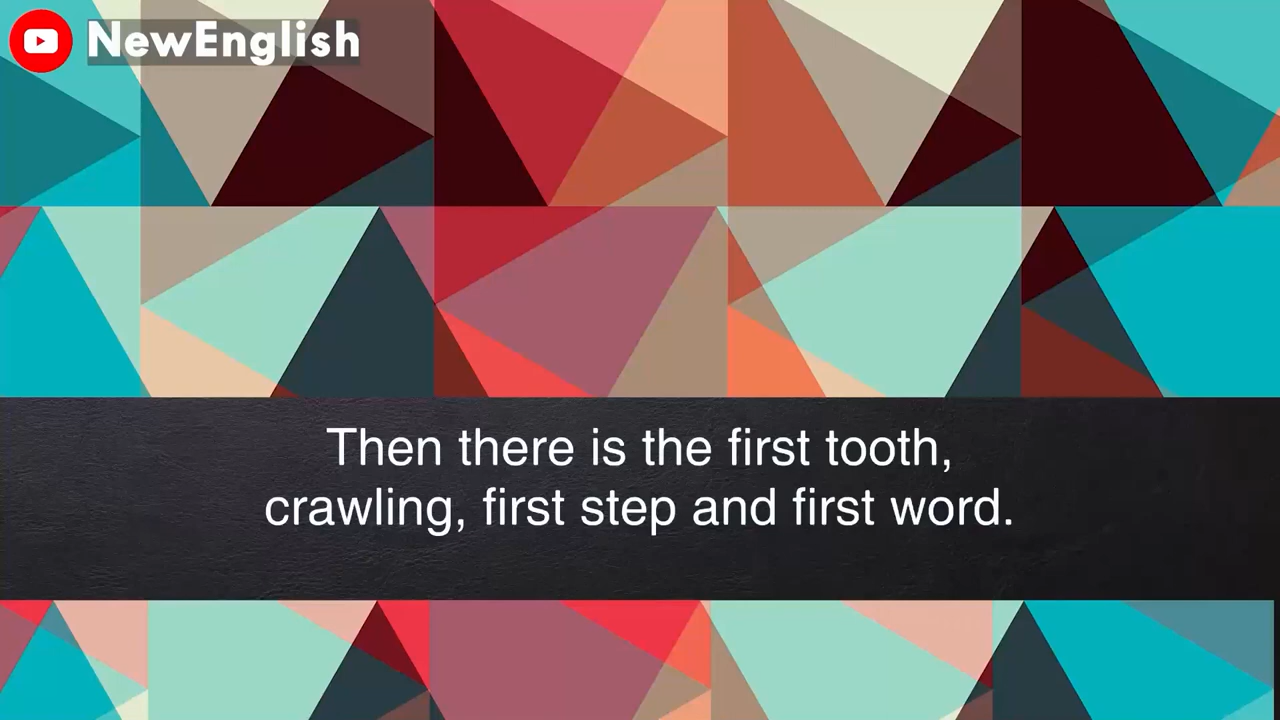 NewEnglish
Then there is the first tooth,
crawling, first step and first word.